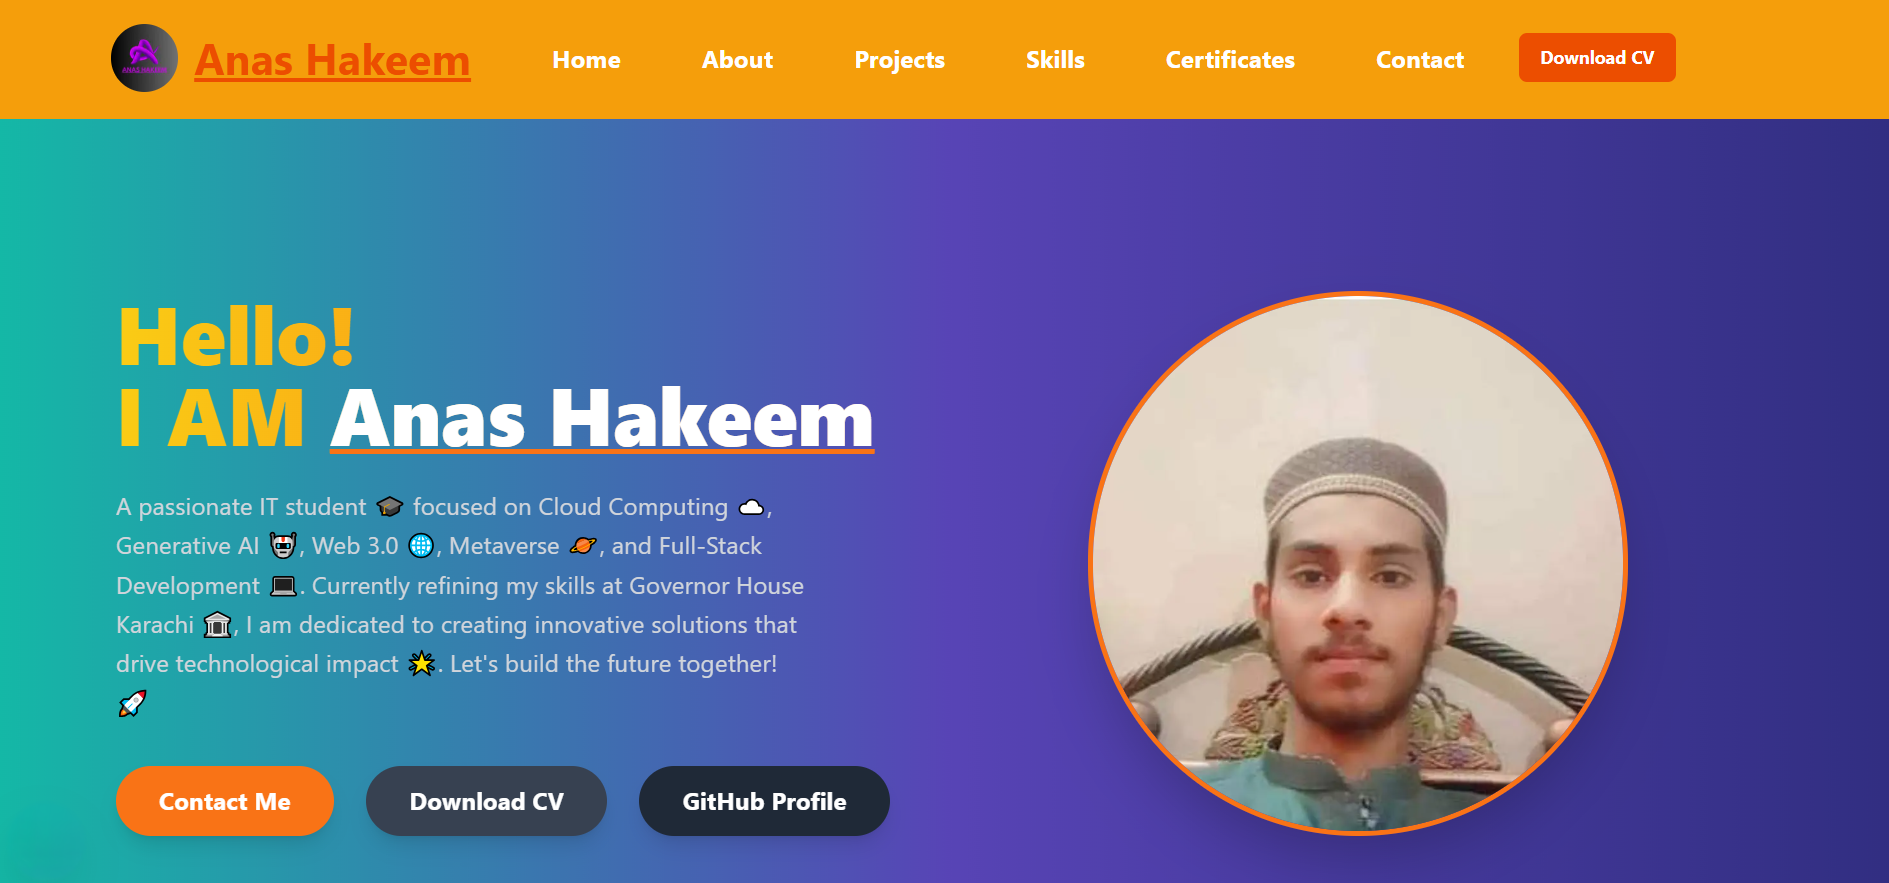 Anas Hakeem
Home
About
Projects
Skills
Certificates
Contact
Download CV
Hello!
I AM Anas Hakeem
A passionate IT student 🎓 focused on Cloud Computing ☁️,
Generative AI 🤖, Web 3.0 🌐, Metaverse 🪐, and Full-Stack
Development 💻. Currently refining my skills at Governor House
Karachi 🏛️, I am dedicated to creating innovative solutions that
drive technological impact 🌟. Let's build the future together!
🚀
Contact Me
Download CV
GitHub Profile